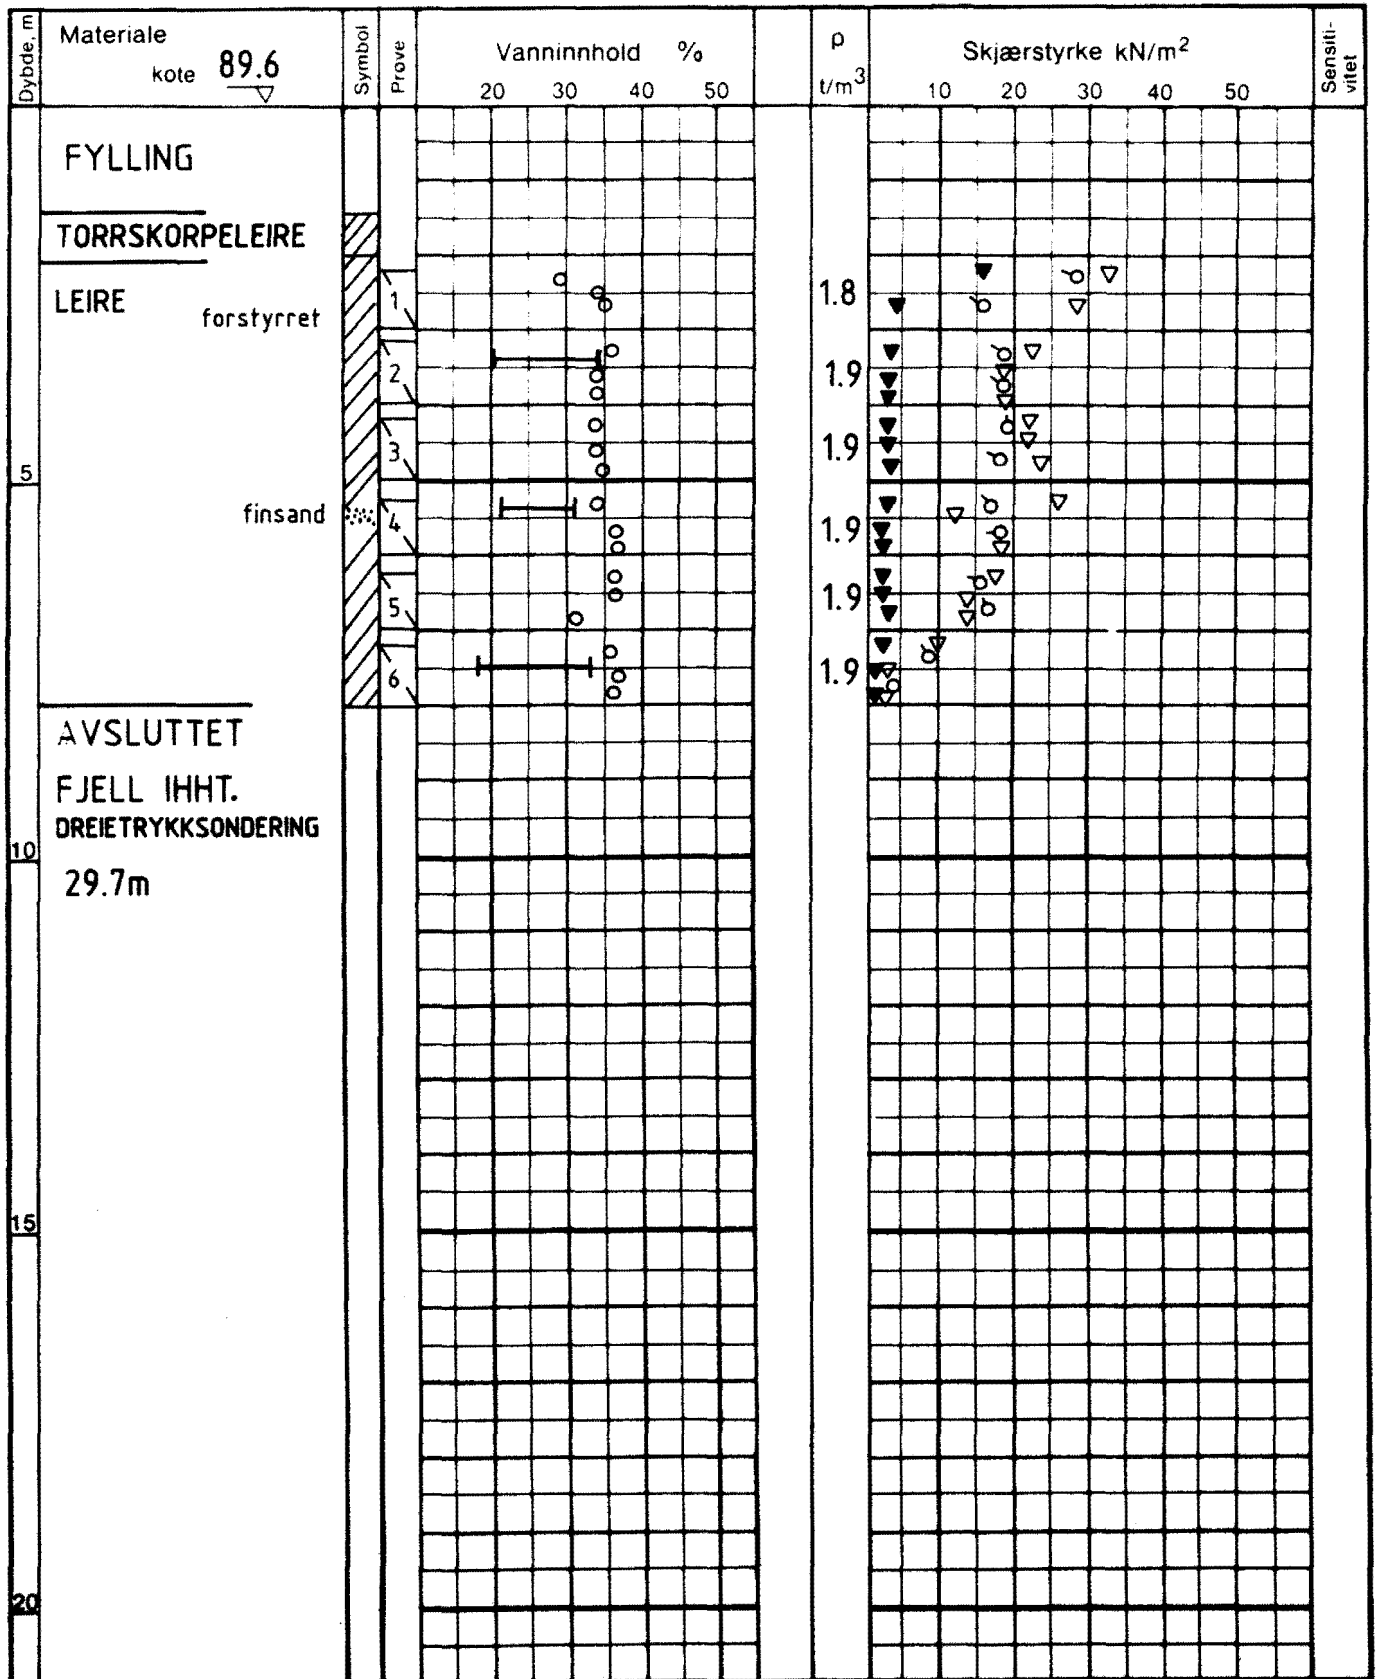 Dybde, m
Materiale
kote 89.6
Symbol
Prøve
Vanninnhold %
20 30 40 50
ρ
t/m³
Skjærstyrke kN/m²
10 20 30 40 50
Sensiti-
vitet
FYLLING
TORRSKORPELEIRE
LEIRE
forstyrret
1
1.8
2
1.9
3
1.9
5
finsand
4
1.9
5
1.9
6
1.9
AVSLUTTET
FJELL IHHT.
DREIETRYKKSONDERING
10
29.7m
15
20